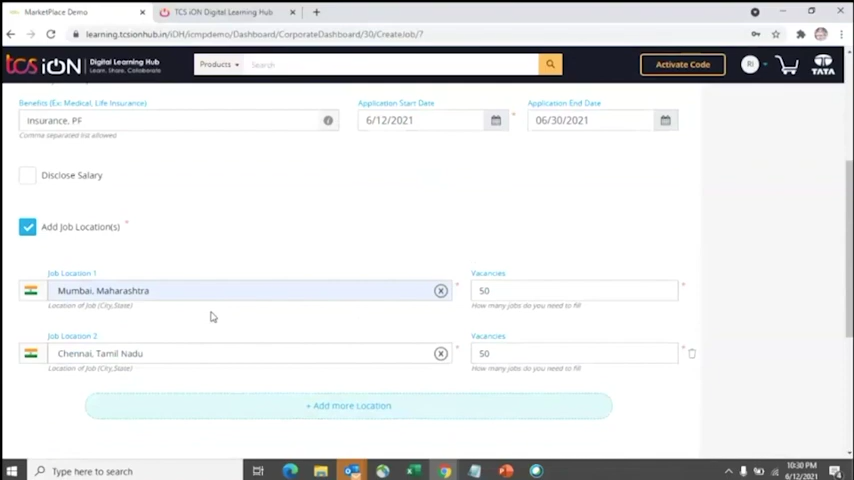 MarketPlace Demo
TCS iON Digital Learning Hub
learning.tcsionhub.in/iDH/icmpdemo/Dashboard/CorporateDashboard/30/CreateJob/7
tcs iON Digital Learning Hub
Learn. Share. Collaborate.
Products
Search
Activate Code
RI
TATA
Benefits (Ex: Medical, Life Insurance)
Application Start Date
Application End Date
Insurance, PF
6/12/2021
*
06/30/2021
Comma separated list allowed
Disclose Salary
Add Job Location(s) *
Job Location 1
Vacancies
Mumbai, Maharashtra
*
50
*
Location of Job (City,State)
How many jobs do you need to fill
Job Location 2
Vacancies
Chennai, Tamil Nadu
*
50
*
Location of Job (City,State)
How many jobs do you need to fill
+ Add more Location
Type here to search
10:30 PM
6/12/2021